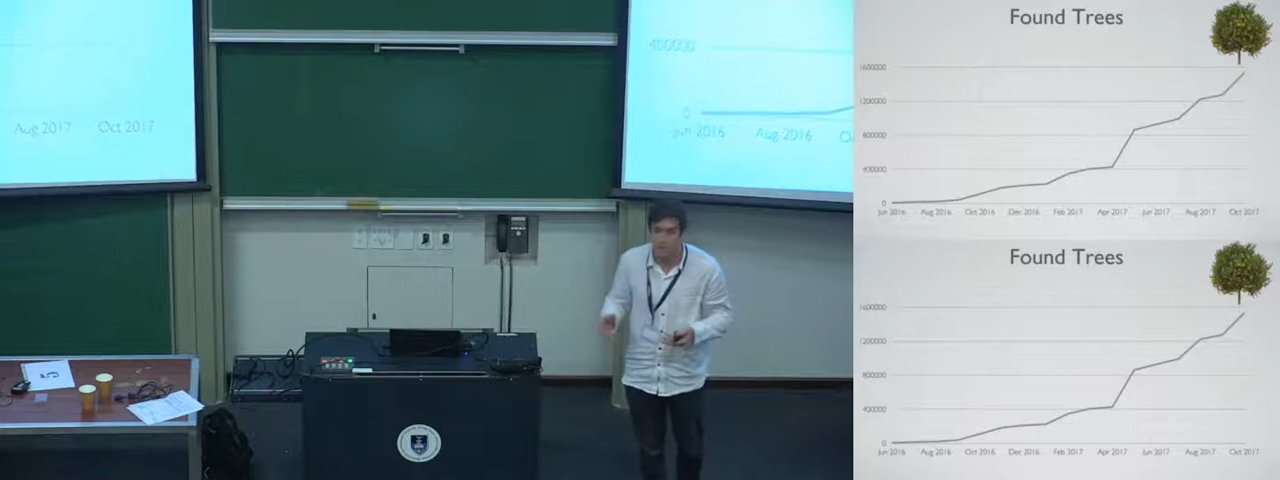 Aug 2017 Oct 2017
400000
0
Jun 2016 Aug 2016
5
Found Trees
1600000
1200000
800000
400000
0
Jun 2016 Aug 2016 Oct 2016 Dec 2016 Feb 2017 Apr 2017 Jun 2017 Aug 2017 Oct 2017
Found Trees
1600000
1200000
800000
400000
0
Jun 2016 Aug 2016 Oct 2016 Dec 2016 Feb 2017 Apr 2017 Jun 2017 Aug 2017 Oct 2017